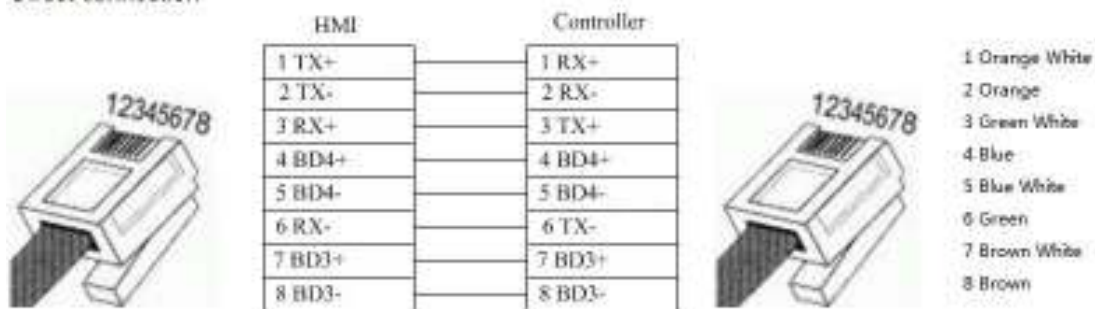 HMI Controller
1 TX+ 1 RX+
2 TX- 2 RX-
3 RX+ 3 TX+
4 BD4+ 4 BD4+
5 BD4- 5 BD4-
6 RX- 6 TX-
7 BD3+ 7 BD3+
8 BD3- 8 BD3-
12345678
12345678
1 Orange White
2 Orange
3 Green White
4 Blue
5 Blue White
6 Green
7 Brown White
8 Brown